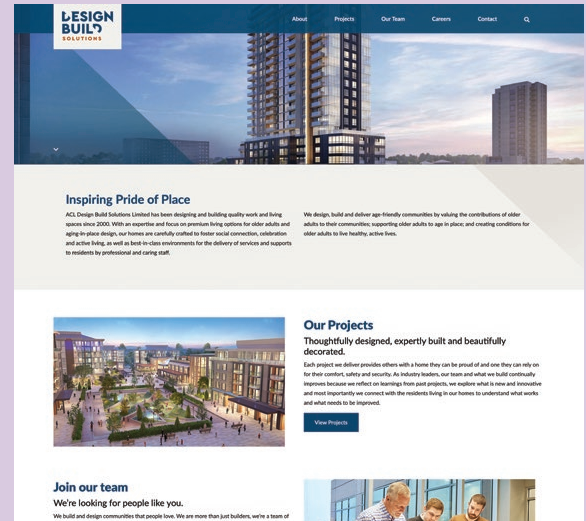 DESIGN
BUILD
SOLUTIONS
About Projects Our Team Careers Contact
Inspiring Pride of Place
ACL Design Build Solutions Limited has been designing and building quality work and living
spaces since 2000. With an expertise and focus on premium living options for older adults and
aging-in-place design, our homes are carefully crafted to foster social connection, celebration
and active living, as well as best-in-class environments for the delivery of services and supports
to residents by professional and caring staff.
We design, build and deliver age-friendly communities by valuing the contributions of older
adults to their communities; supporting older adults to age in place; and creating conditions for
older adults to live healthy, active lives.
Our Projects
Thoughtfully designed, expertly built and beautifully
decorated.
Each project we deliver provides others with a home they can be proud of and one they can rely on
for their comfort, safety and security. As industry leaders, our team and what we build continually
improves because we reflect on learnings from past projects, we explore what is new and innovative
and most importantly we connect with the residents living in our homes to understand what works
and what needs to be improved.
View Projects
Join our team
We're looking for people like you.
We build and design communities that people love. We are more than just builders, we're a team of